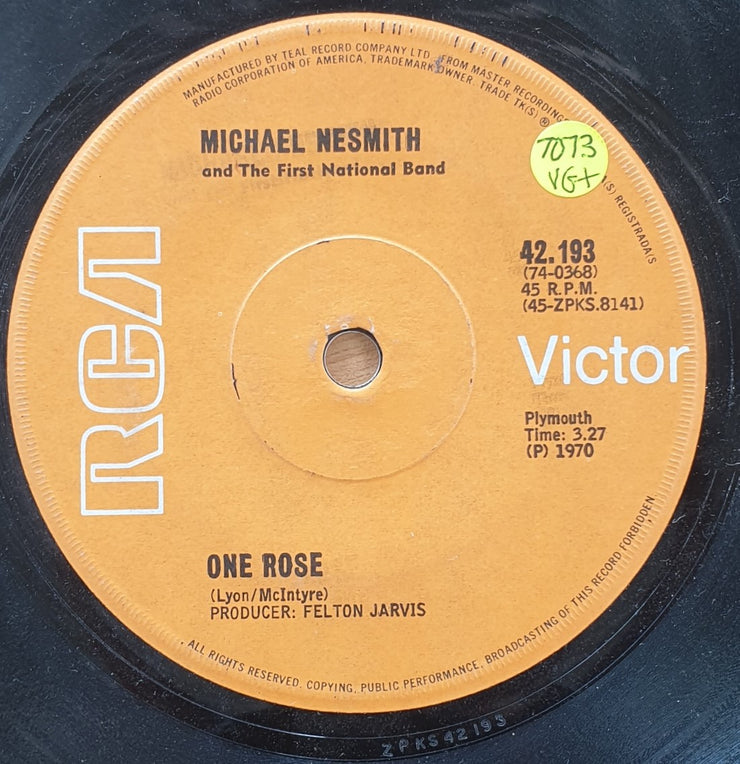 MANUFACTURED BY TEAL RECORD COMPANY LTD. FROM MASTER RECORDINGS
RADIO CORPORATION OF AMERICA, TRADEMARK OWNER. TRADE TK(S) ®
(S) REGISTRADA(S
MICHAEL NESMITH
and The First National Band
7073
VG+
42.193
(74-0368)
45 R.P.M.
(45-ZPKS.8141)
RCA
Victor
Plymouth
Time: 3.27
(P) 1970
ONE ROSE
(Lyon/McIntyre)
PRODUCER: FELTON JARVIS
ALL RIGHTS RESERVED. COPYING, PUBLIC PERFORMANCE, BROADCASTING OF THIS RECORD FORBIDDEN.
ZPKS42193